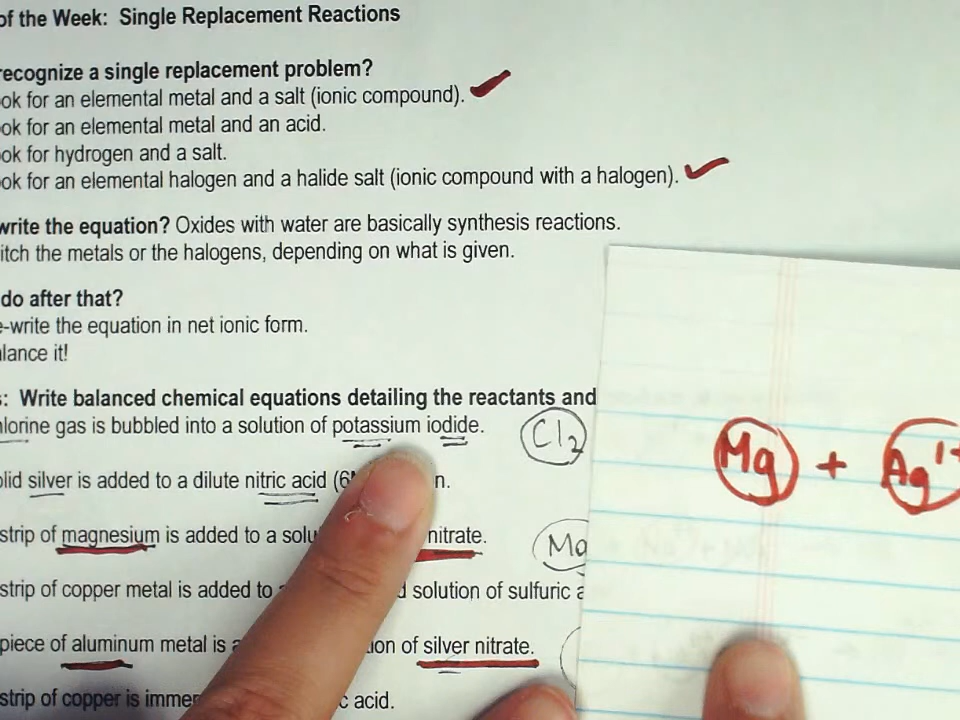 of the Week: Single Replacement Reactions
recognize a single replacement problem?
ok for an elemental metal and a salt (ionic compound).
ok for an elemental metal and an acid.
ok for hydrogen and a salt.
ok for an elemental halogen and a halide salt (ionic compound with a halogen).
write the equation? Oxides with water are basically synthesis reactions.
itch the metals or the halogens, depending on what is given.
do after that?
e-write the equation in net ionic form.
alance it!
: Write balanced chemical equations detailing the reactants and
hlorine gas is bubbled into a solution of potassium iodide. Cl2
Mg + Ag 1+
olid silver is added to a dilute nitric acid (6 n.
strip of magnesium is added to a solu nitrate. Mg
strip of copper metal is added to solution of sulfuric a
piece of aluminum metal is a ion of silver nitrate.
strip of copper is immer c acid.